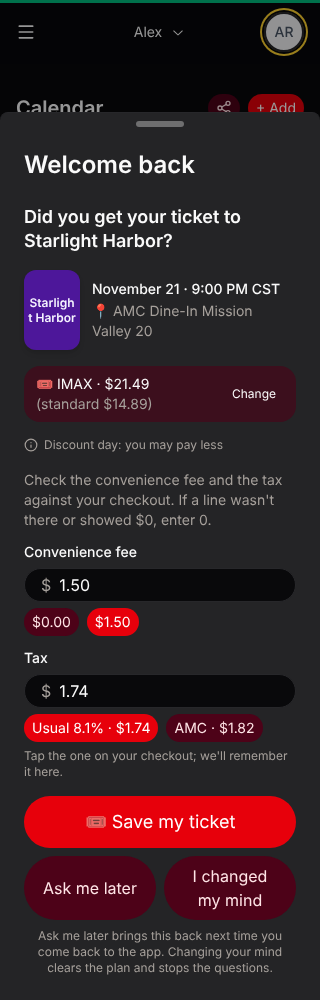 Alex
AR
Calendar
+ Add
Welcome back
Did you get your ticket to
Starlight Harbor?
Starligh
t Harbor
November 21 · 9:00 PM CST
📍 AMC Dine-In Mission
Valley 20
🎟️ IMAX · $21.49
(standard $14.89)
Change
Discount day: you may pay less
Check the convenience fee and the tax
against your checkout. If a line wasn't
there or showed $0, enter 0.
Convenience fee
$ 1.50
$0.00
$1.50
Tax
$ 1.74
Usual 8.1% · $1.74
AMC · $1.82
Tap the one on your checkout; we'll remember
it here.
🎟️ Save my ticket
Ask me later
I changed
my mind
Ask me later brings this back next time you
come back to the app. Changing your mind
clears the plan and stops the questions.